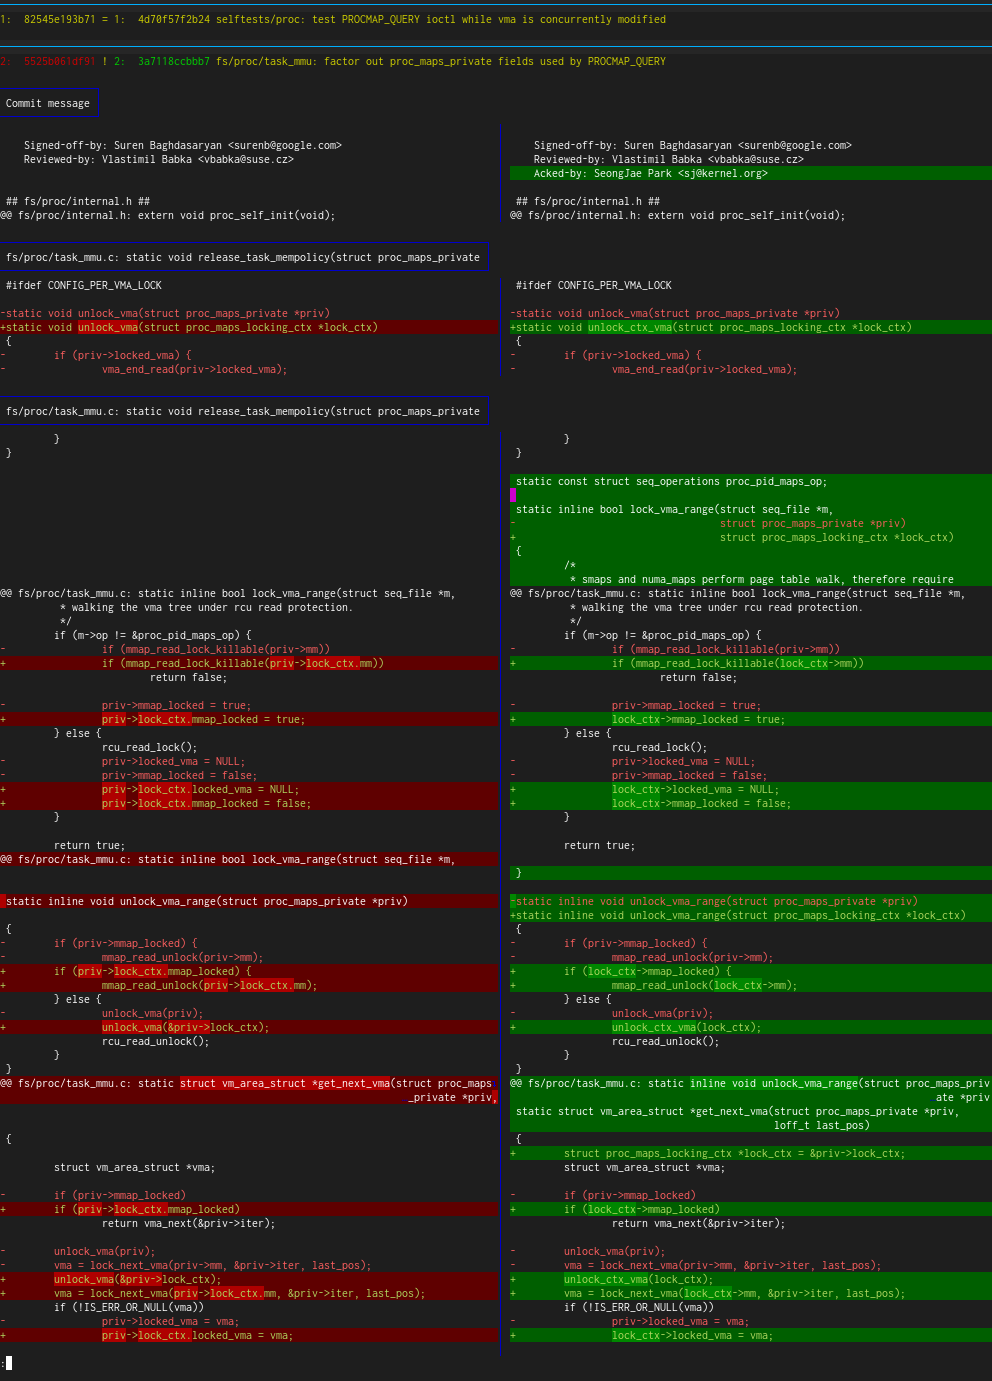 1:  82545e193b71 = 1:  4d70f57f2b24 selftests/proc: test PROCMAP_QUERY ioctl while vma is concurrently modified
2:  5525b061df91 ! 2:  3a7118ccbbb7 fs/proc/task_mmu: factor out proc_maps_private fields used by PROCMAP_QUERY
Commit message
    Signed-off-by: Suren Baghdasaryan <surenb@google.com>
    Reviewed-by: Vlastimil Babka <vbabka@suse.cz>
 ## fs/proc/internal.h ##
@@ fs/proc/internal.h: extern void proc_self_init(void);
    Signed-off-by: Suren Baghdasaryan <surenb@google.com>
    Reviewed-by: Vlastimil Babka <vbabka@suse.cz>
    Acked-by: SeongJae Park <sj@kernel.org>
 ## fs/proc/internal.h ##
@@ fs/proc/internal.h: extern void proc_self_init(void);
fs/proc/task_mmu.c: static void release_task_mempolicy(struct proc_maps_private
 #ifdef CONFIG_PER_VMA_LOCK
-static void unlock_vma(struct proc_maps_private *priv)
+static void unlock_vma(struct proc_maps_locking_ctx *lock_ctx)
 {
-        if (priv->locked_vma) {
-                vma_end_read(priv->locked_vma);
 #ifdef CONFIG_PER_VMA_LOCK
-static void unlock_vma(struct proc_maps_private *priv)
+static void unlock_ctx_vma(struct proc_maps_locking_ctx *lock_ctx)
 {
-        if (priv->locked_vma) {
-                vma_end_read(priv->locked_vma);
fs/proc/task_mmu.c: static void release_task_mempolicy(struct proc_maps_private
         }
 }
@@ fs/proc/task_mmu.c: static inline bool lock_vma_range(struct seq_file *m,
          * walking the vma tree under rcu read protection.
          */
         if (m->op != &proc_pid_maps_op) {
-                if (mmap_read_lock_killable(priv->mm))
+                if (mmap_read_lock_killable(priv->lock_ctx.mm))
                         return false;
-                priv->mmap_locked = true;
+                priv->lock_ctx.mmap_locked = true;
         } else {
                 rcu_read_lock();
-                priv->locked_vma = NULL;
-                priv->mmap_locked = false;
+                priv->lock_ctx.locked_vma = NULL;
+                priv->lock_ctx.mmap_locked = false;
         }
         return true;
@@ fs/proc/task_mmu.c: static inline bool lock_vma_range(struct seq_file *m,
 static inline void unlock_vma_range(struct proc_maps_private *priv)
 {
-        if (priv->mmap_locked) {
-                mmap_read_unlock(priv->mm);
+        if (priv->lock_ctx.mmap_locked) {
+                mmap_read_unlock(priv->lock_ctx.mm);
         } else {
-                unlock_vma(priv);
+                unlock_vma(&priv->lock_ctx);
                 rcu_read_unlock();
         }
 }
@@ fs/proc/task_mmu.c: static struct vm_area_struct *get_next_vma(struct proc_maps
_private *priv,
 {
         struct vm_area_struct *vma;
-        if (priv->mmap_locked)
+        if (priv->lock_ctx.mmap_locked)
                 return vma_next(&priv->iter);
-        unlock_vma(priv);
-        vma = lock_next_vma(priv->mm, &priv->iter, last_pos);
+        unlock_vma(&priv->lock_ctx);
+        vma = lock_next_vma(priv->lock_ctx.mm, &priv->iter, last_pos);
         if (!IS_ERR_OR_NULL(vma))
-                priv->locked_vma = vma;
+                priv->lock_ctx.locked_vma = vma;
         }
 }
 static const struct seq_operations proc_pid_maps_op;
 static inline bool lock_vma_range(struct seq_file *m,
-                                  struct proc_maps_private *priv)
+                                  struct proc_maps_locking_ctx *lock_ctx)
 {
         /*
          * smaps and numa_maps perform page table walk, therefore require
@@ fs/proc/task_mmu.c: static inline bool lock_vma_range(struct seq_file *m,
          * walking the vma tree under rcu read protection.
          */
         if (m->op != &proc_pid_maps_op) {
-                if (mmap_read_lock_killable(priv->mm))
+                if (mmap_read_lock_killable(lock_ctx->mm))
                         return false;
-                priv->mmap_locked = true;
+                lock_ctx->mmap_locked = true;
         } else {
                 rcu_read_lock();
-                priv->locked_vma = NULL;
-                priv->mmap_locked = false;
+                lock_ctx->locked_vma = NULL;
+                lock_ctx->mmap_locked = false;
         }
         return true;
 }
-static inline void unlock_vma_range(struct proc_maps_private *priv)
+static inline void unlock_vma_range(struct proc_maps_locking_ctx *lock_ctx)
 {
-        if (priv->mmap_locked) {
-                mmap_read_unlock(priv->mm);
+        if (lock_ctx->mmap_locked) {
+                mmap_read_unlock(lock_ctx->mm);
         } else {
-                unlock_vma(priv);
+                unlock_ctx_vma(lock_ctx);
                 rcu_read_unlock();
         }
 }
@@ fs/proc/task_mmu.c: static inline void unlock_vma_range(struct proc_maps_priv
ate *priv
 static struct vm_area_struct *get_next_vma(struct proc_maps_private *priv,
                                            loff_t last_pos)
 {
+        struct proc_maps_locking_ctx *lock_ctx = &priv->lock_ctx;
         struct vm_area_struct *vma;
-        if (priv->mmap_locked)
+        if (lock_ctx->mmap_locked)
                 return vma_next(&priv->iter);
-        unlock_vma(priv);
-        vma = lock_next_vma(priv->mm, &priv->iter, last_pos);
+        unlock_ctx_vma(lock_ctx);
+        vma = lock_next_vma(lock_ctx->mm, &priv->iter, last_pos);
         if (!IS_ERR_OR_NULL(vma))
-                priv->locked_vma = vma;
+                lock_ctx->locked_vma = vma;
: